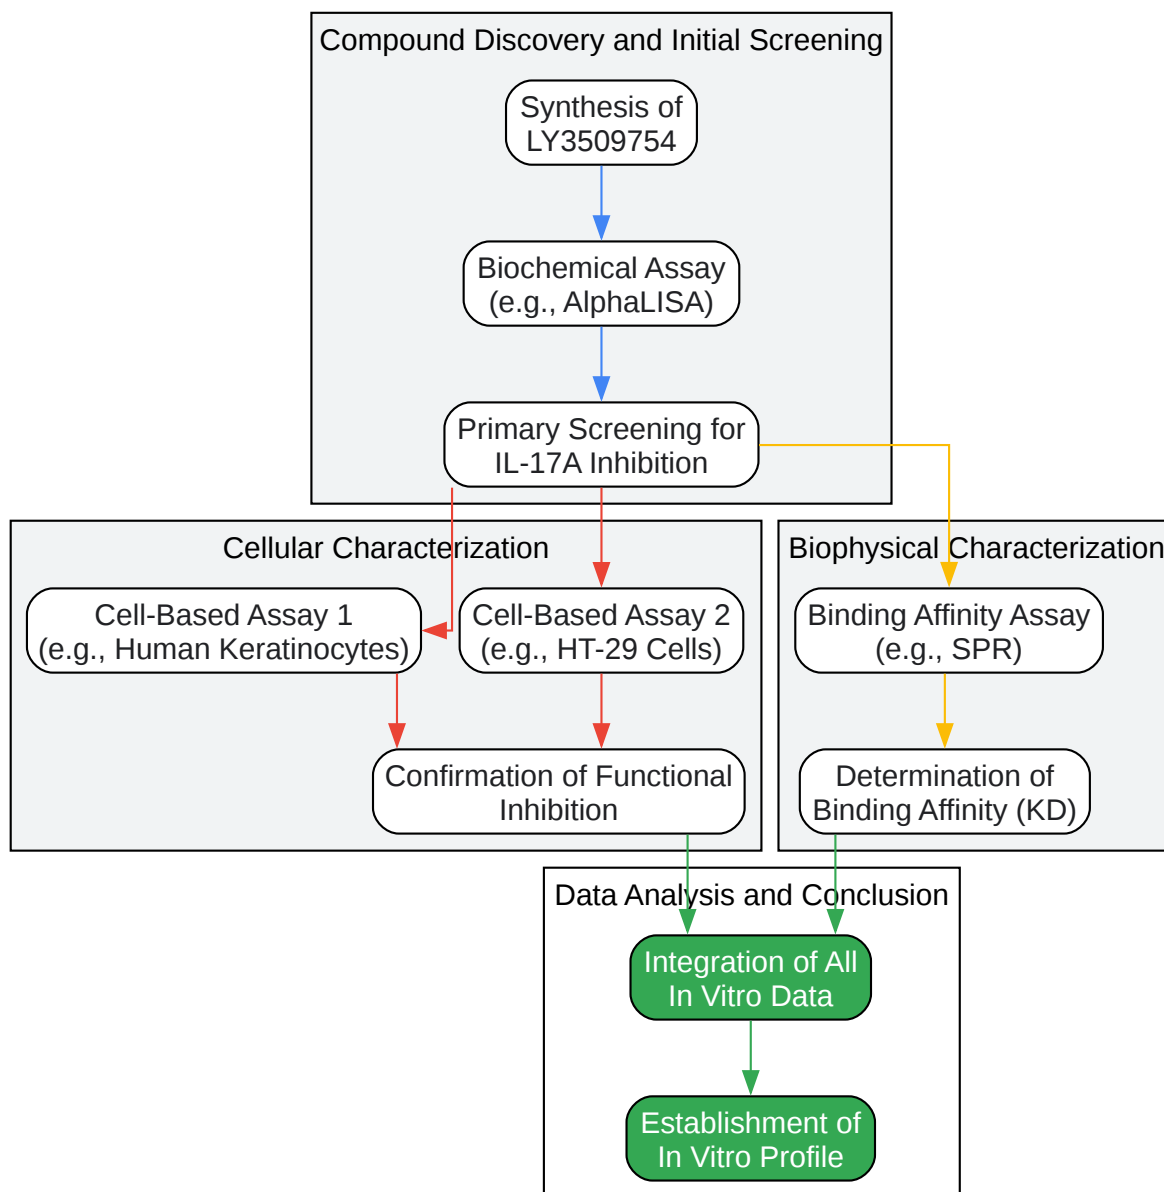 Compound Discovery and Initial Screening
Synthesis of
LY3509754
Biochemical Assay
(e.g., AlphaLISA)
Primary Screening for
IL-17A Inhibition
Cellular Characterization
Cell-Based Assay 1
(e.g., Human Keratinocytes)
Cell-Based Assay 2
(e.g., HT-29 Cells)
Confirmation of Functional
Inhibition
Biophysical Characterization
Binding Affinity Assay
(e.g., SPR)
Determination of
Binding Affinity (KD)
Data Analysis and Conclusion
Integration of All
In Vitro Data
Establishment of
In Vitro Profile